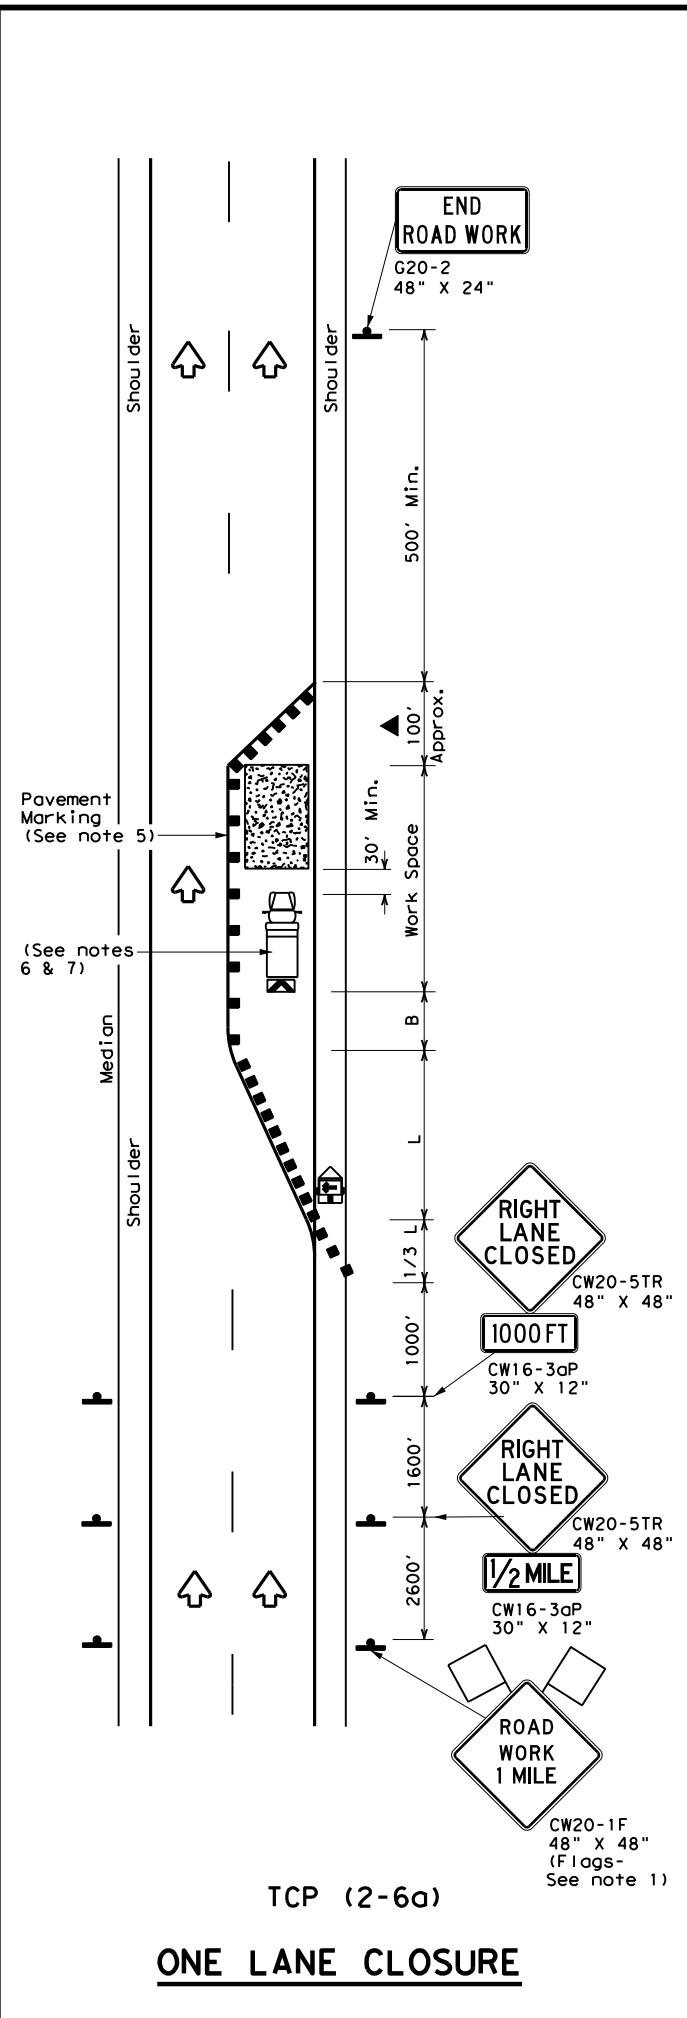 END
ROAD WORK
G20-2
48" X 24"
Shoulder
Shoulder
500' Min.
100'
Approx.
Pavement
Marking
(See note 5)
30' Min.
Work Space
(See notes
6 & 7)
B
Median
L
Shoulder
1/3 L
RIGHT
LANE
CLOSED
CW20-5TR
48" X 48"
1000 FT
CW16-3aP
30" X 12"
1000'
1600'
RIGHT
LANE
CLOSED
CW20-5TR
48" X 48"
1/2 MILE
CW16-3aP
30" X 12"
2600'
ROAD
WORK
1 MILE
CW20-1F
48" X 48"
(Flags-
See note 1)
TCP (2-6a)
ONE LANE CLOSURE